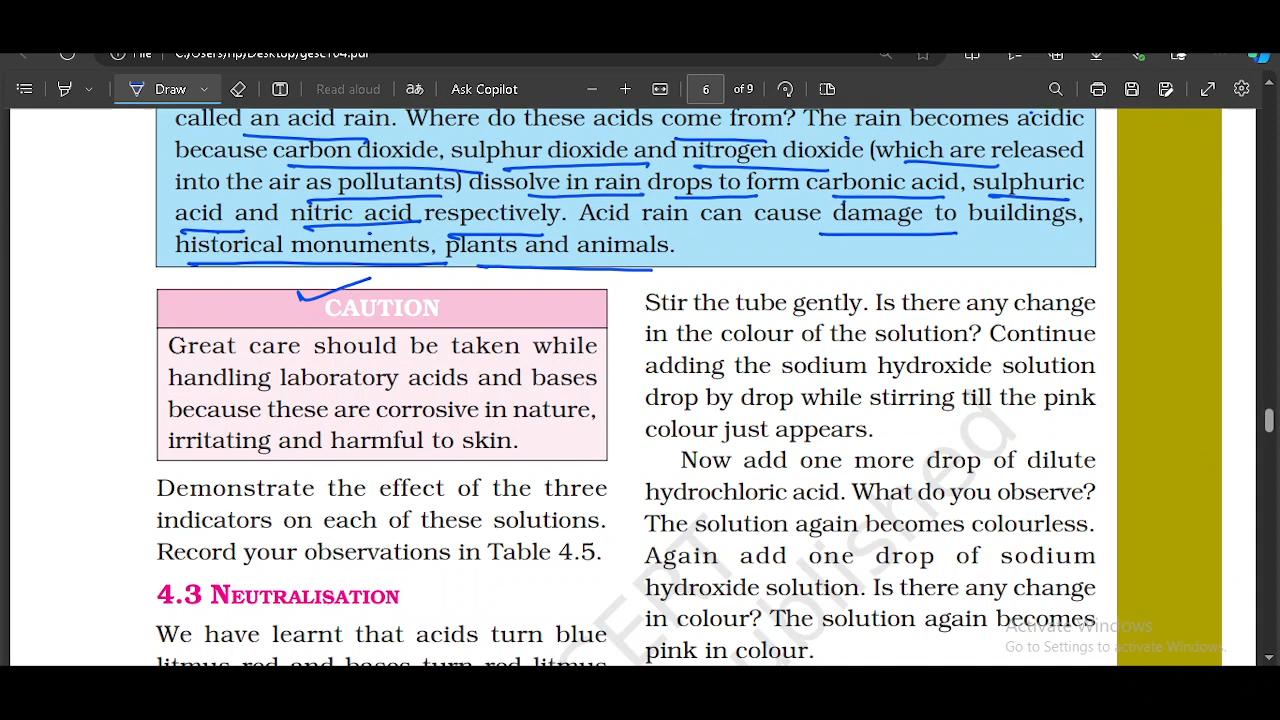 File C:/Users/rip/Desktop/gesc104.pdf
Draw
Read aloud
Ask Copilot
6 of 9
called an acid rain. Where do these acids come from? The rain becomes acidic
because carbon dioxide, sulphur dioxide and nitrogen dioxide (which are released
into the air as pollutants) dissolve in rain drops to form carbonic acid, sulphuric
acid and nitric acid respectively. Acid rain can cause damage to buildings,
historical monuments, plants and animals.
CAUTION
Great care should be taken while
handling laboratory acids and bases
because these are corrosive in nature,
irritating and harmful to skin.
Demonstrate the effect of the three
indicators on each of these solutions.
Record your observations in Table 4.5.
4.3 NEUTRALISATION
We have learnt that acids turn blue
litmus red and bases turn red litmus
Stir the tube gently. Is there any change
in the colour of the solution? Continue
adding the sodium hydroxide solution
drop by drop while stirring till the pink
colour just appears.
Now add one more drop of dilute
hydrochloric acid. What do you observe?
The solution again becomes colourless.
Again add one drop of sodium
hydroxide solution. Is there any change
in colour? The solution again becomes
pink in colour.
Activate Windows
Go to Settings to activate Windows.